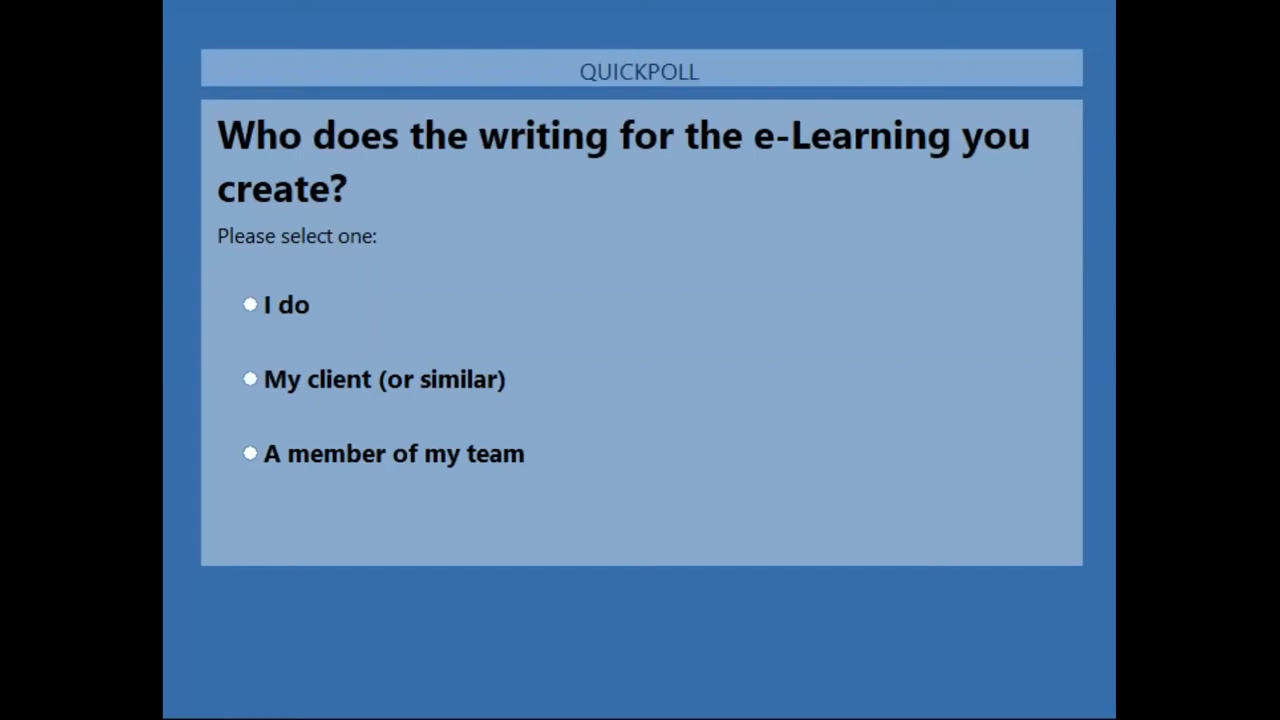 QUICKPOLL
Who does the writing for the e-Learning you
create?
Please select one:
I do
My client (or similar)
A member of my team